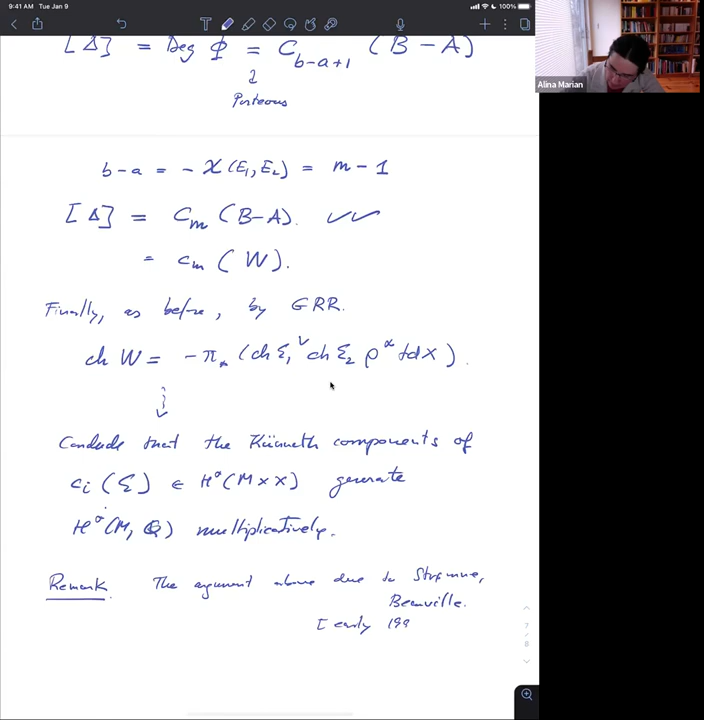 9:41 AM Tue Jan 9
100%
[Δ] = Deg Φ = C_{b-a+1} (B-A)
Porteous
b-a = -χ(E₁,E₂) = m-1
[Δ] = C_m (B-A). ✓✓
= c_m (W).
Finally, as before, by GRR.
ch W = -π_* (ch ℰ₁^∨ ch ℰ₂ ρ^* td X).
Conclude that the Künneth components of
c_i (ℰ) ∈ H^*(M×X) generate
H^*(M, Q) multiplicatively.
Remark. The argument above due to
Beauville.
[early 199
7/8
Alina Marian